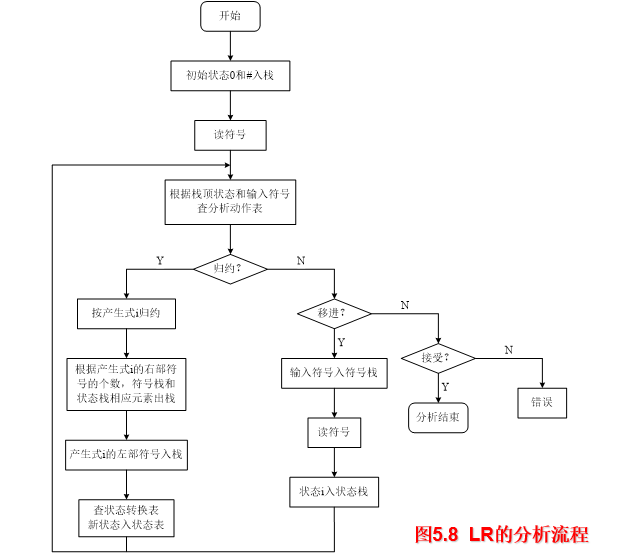 开始
初始状态0和#入栈
读符号
根据栈顶状态和输入符号
查分析动作表
Y
归约?
N
按产生式i归约
移进?
N
Y
接受?
N
根据产生式i的右部符
号的个数，符号栈和
状态栈相应元素出栈
输入符号入符号栈
Y
错误
分析结束
读符号
产生式i的左部符号入栈
状态i入状态栈
查状态转换表
新状态入状态表
图5.8 LR的分析流程